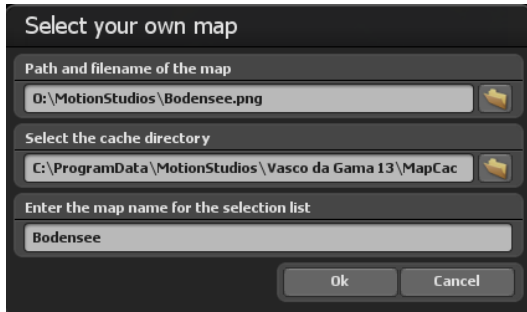 Select your own map
Path and filename of the map
O:\MotionStudios\Bodensee.png
Select the cache directory
C:\ProgramData\MotionStudios\Vasco da Gama 13\MapCac
Enter the map name for the selection list
Bodensee
Ok
Cancel